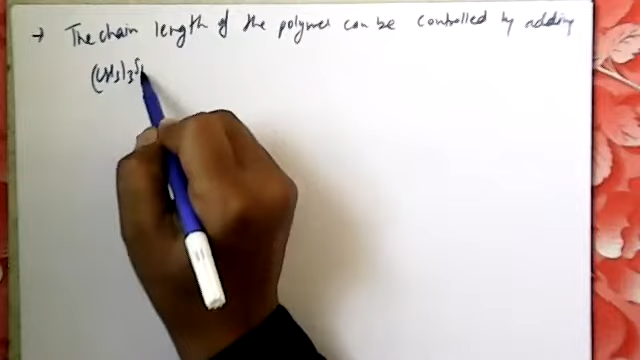 → The chain length of the polymer can be controlled by adding
(CH3)3Si